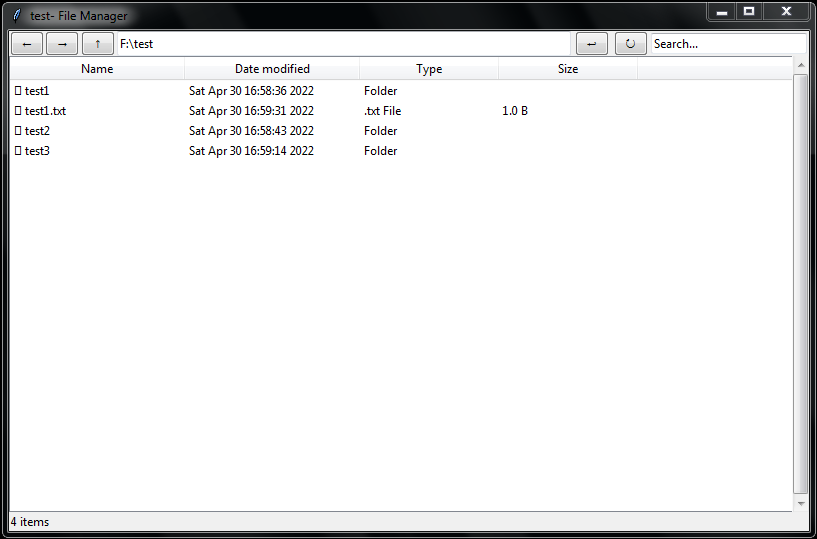 test- File Manager
← → ↑ F:\test ↩ ↻ Search...
Name Date modified Type Size
▯ test1 Sat Apr 30 16:58:36 2022 Folder
▯ test1.txt Sat Apr 30 16:59:31 2022 .txt File 1.0 B
▯ test2 Sat Apr 30 16:58:43 2022 Folder
▯ test3 Sat Apr 30 16:59:14 2022 Folder
4 items